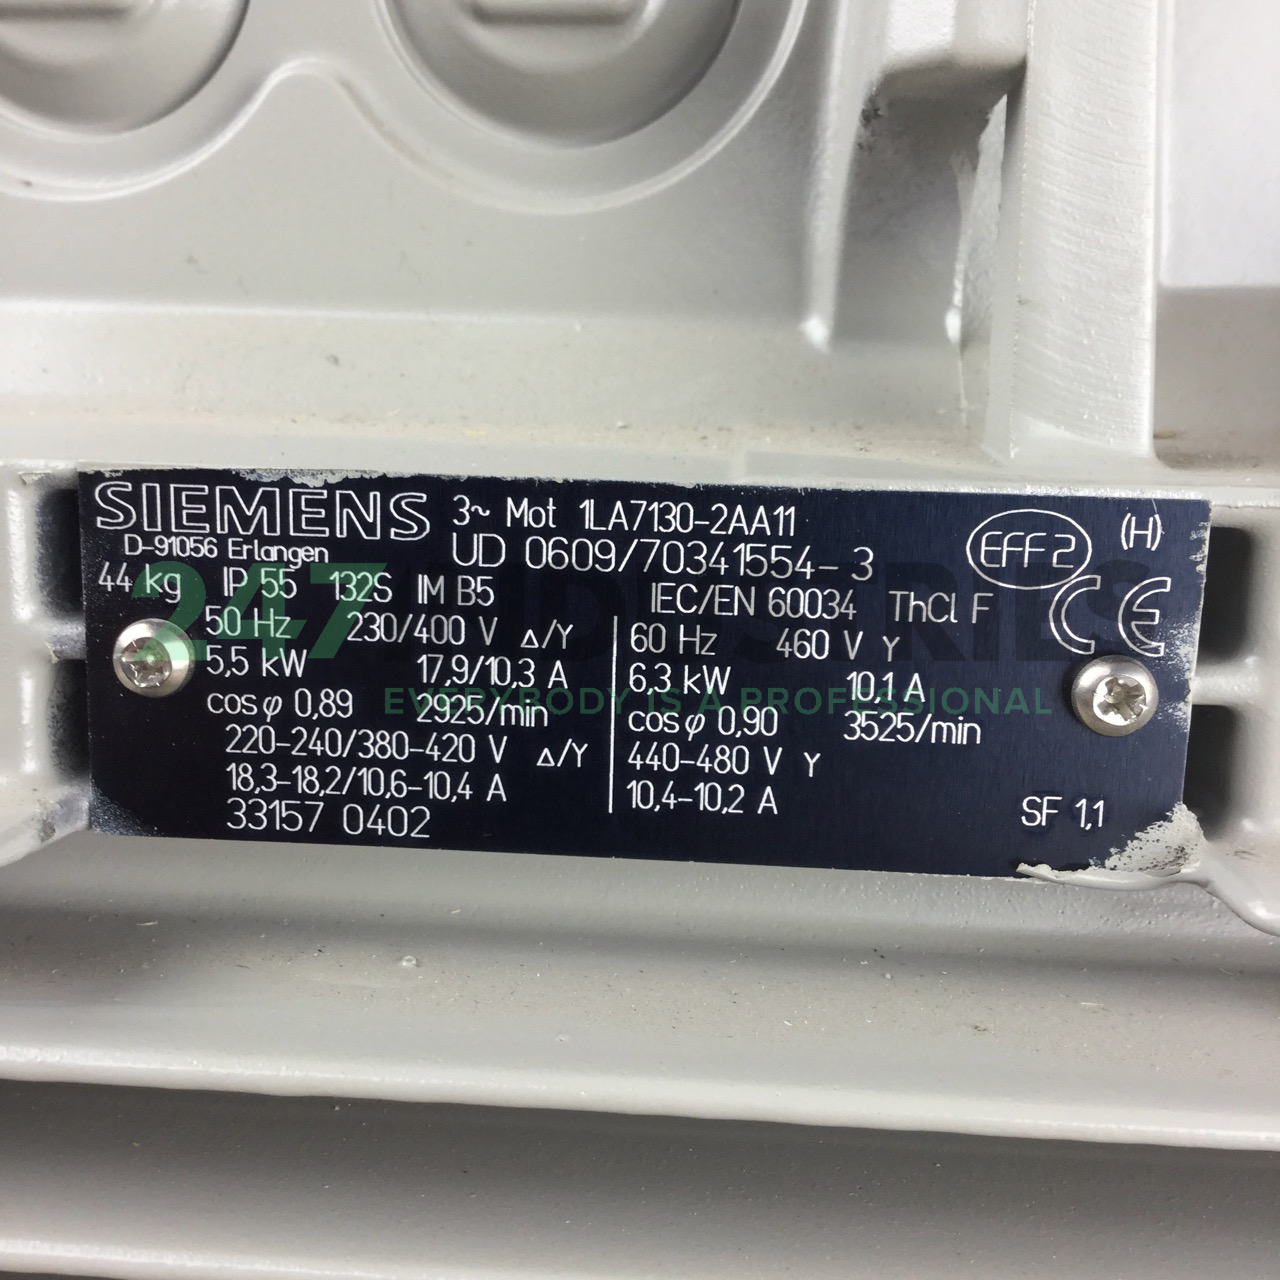 SIEMENS 3~ Mot 1LA7130-2AA11
D-91056 Erlangen UD 0609/70341554-3
EFF2 (H)
44 kg IP 55 132S IM B5 IEC/EN 60034 ThCl F CE
50 Hz 230/400 V Δ/Y
5,5 kW 17,9/10,3 A
cosφ 0,89 2925/min
220-240/380-420 V Δ/Y
18,3-18,2/10,6-10,4 A
33157 0402
60 Hz 460 V Y
6,3 kW 10,1 A
cosφ 0,90 3525/min
440-480 V Y
10,4-10,2 A
SF 1,1
247 INDUSTRIES
EVERYBODY IS A PROFESSIONAL